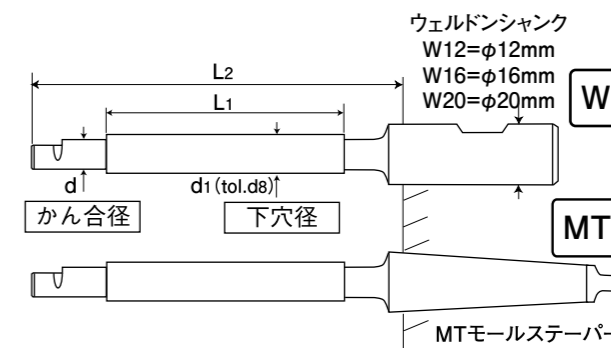 ウェルドンシャンク
W12=φ12mm
W16=φ16mm
W20=φ20mm
W
L2
L1
d
d1(tol.d8)
かん合径
下穴径
MT
MTモールステーパー